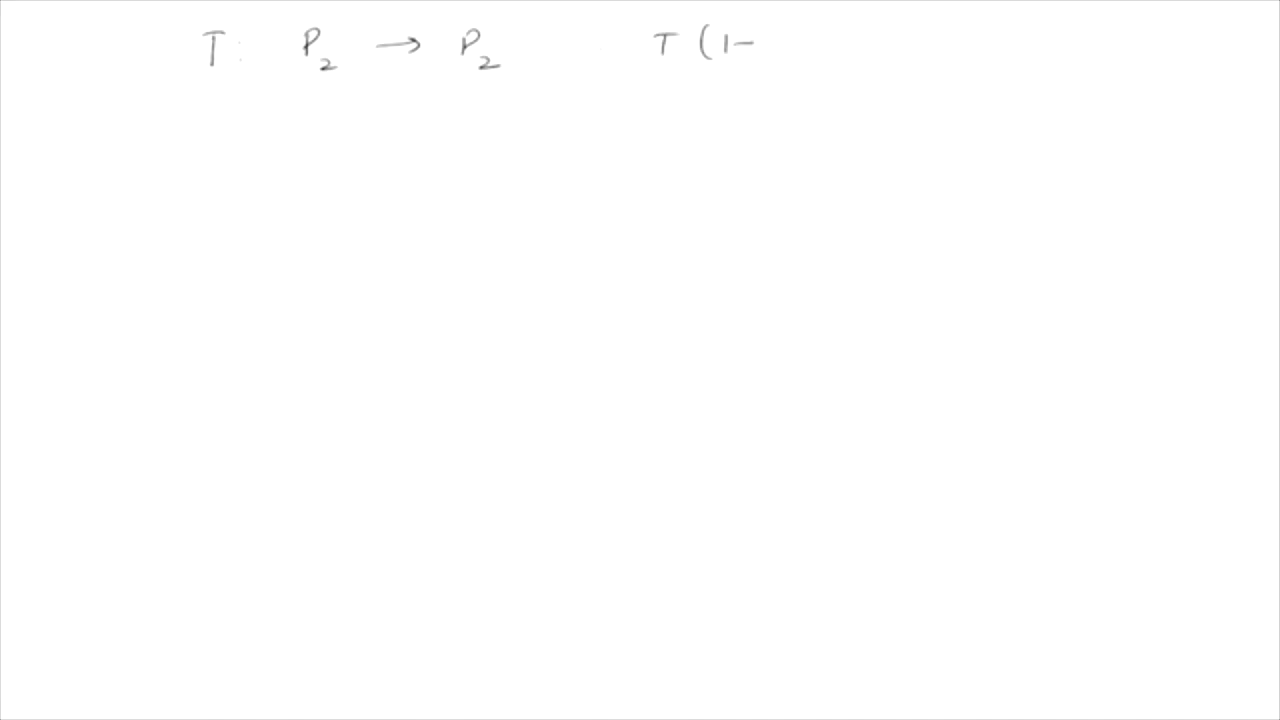 T: P₂ → P₂ T (1-